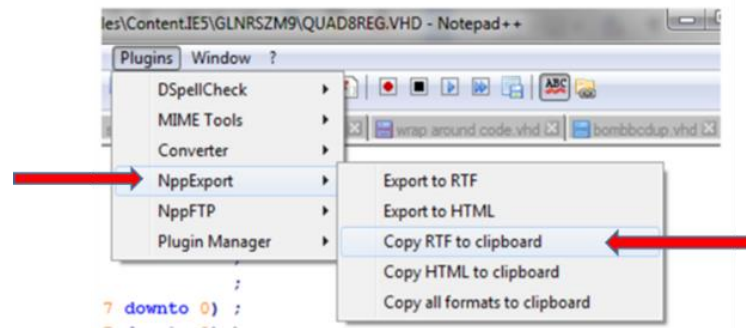 les\Content.IE5\GLNRSZM9\QUAD8REG.VHD - Notepad++
Plugins Window ?
ABC
DSpellCheck
MIME Tools
wrap around code.vhd bombbcdup.vhd
Converter
NppExport
Export to RTF
NppFTP
Export to HTML
Plugin Manager
Copy RTF to clipboard
;
Copy HTML to clipboard
;
7 downto 0) ;
Copy all formats to clipboard